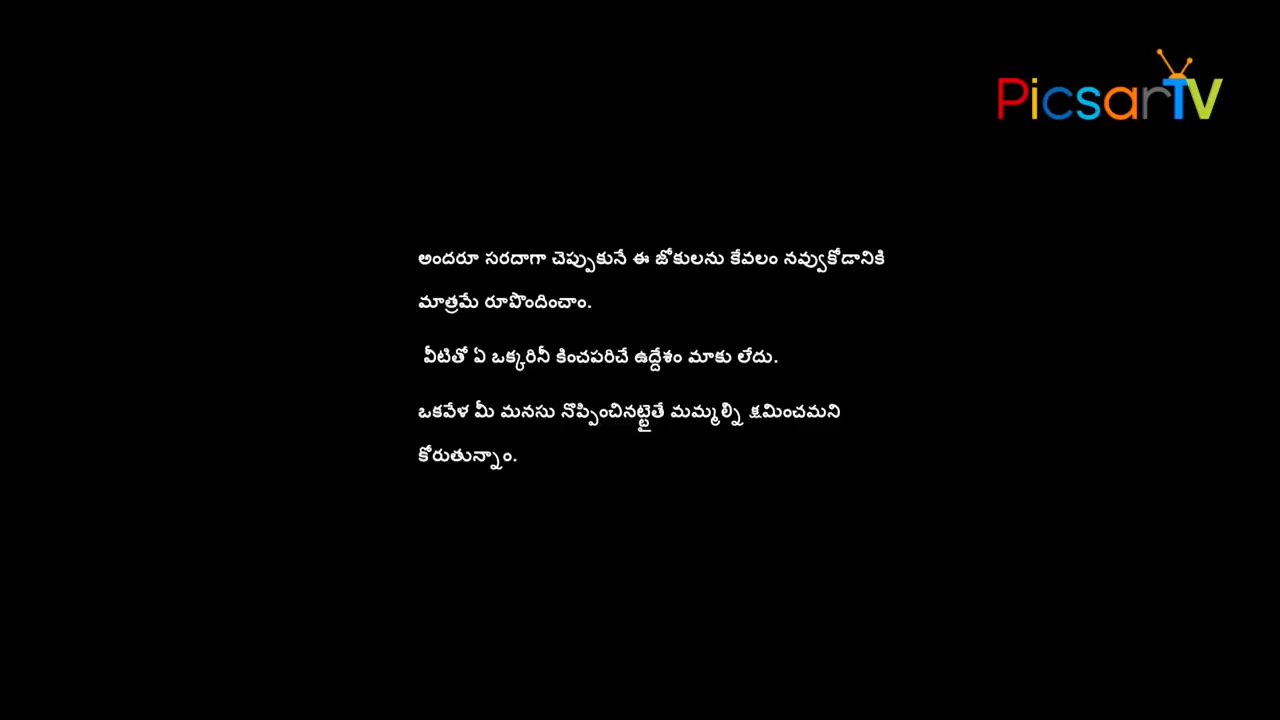 PicsarTV
అందరూ సరదాగా చెప్పుకునే ఈ జోకులను కేవలం నవ్వుకోడానికి
మాత్రమే రూపొందించాం.
వీటితో ఏ ఒక్కరినీ కించపరిచే ఉద్దేశం మాకు లేదు.
ఒకవేళ మీ మనసు నొప్పించినట్టైతే మమ్మల్ని క్షమించమని
కోరుతున్నాం.